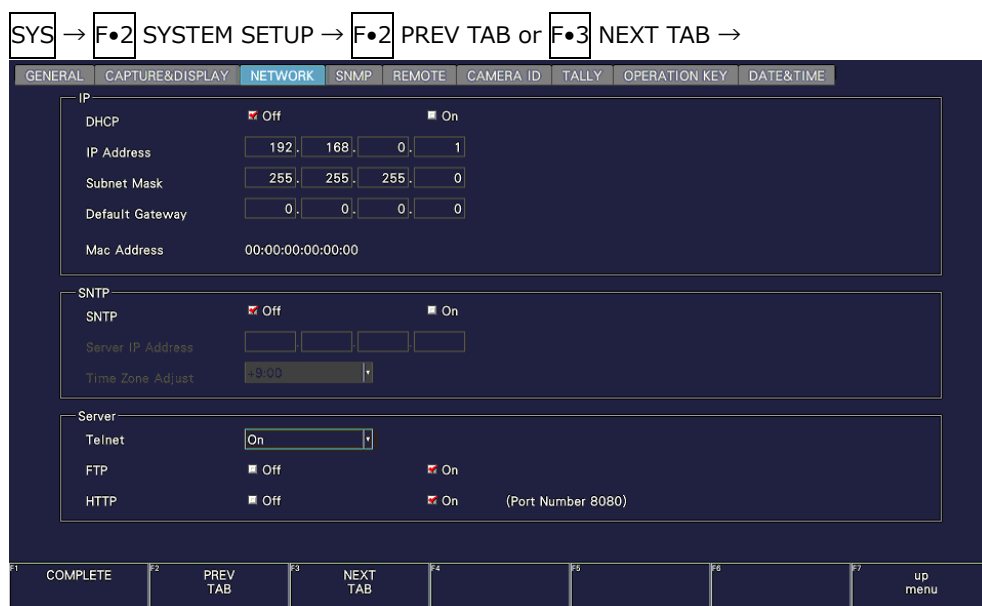 SYS → F•2 SYSTEM SETUP → F•2 PREV TAB or F•3 NEXT TAB →
GENERAL CAPTURE&DISPLAY NETWORK SNMP REMOTE CAMERA ID TALLY OPERATION KEY DATE&TIME
IP
DHCP Off On
IP Address 192. 168. 0. 1
Subnet Mask 255. 255. 255. 0
Default Gateway 0. 0. 0. 0
Mac Address 00:00:00:00:00:00
SNTP
SNTP Off On
Server IP Address . . .
Time Zone Adjust +9:00
Server
Telnet On
FTP Off On
HTTP Off On (Port Number 8080)
F1 COMPLETE F2 PREV TAB F3 NEXT TAB F4 F5 F6 F7 up menu